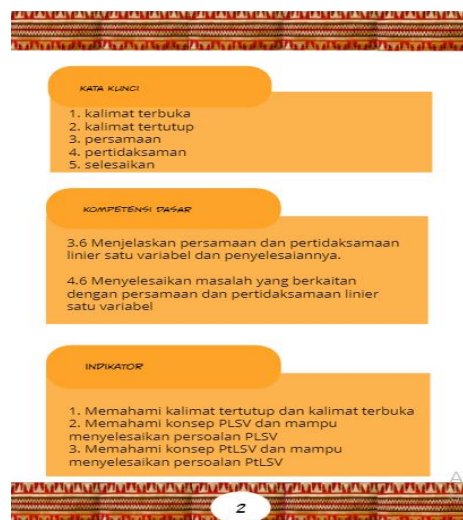 KATA KUNCI
1. kalimat terbuka
2. kalimat tertutup
3. persamaan
4. pertidaksaman
5. selesaikan
KOMPETENSI DASAR
3.6 Menjelaskan persamaan dan pertidaksamaan
linier satu variabel dan penyelesaiannya.
4.6 Menyelesaikan masalah yang berkaitan
dengan persamaan dan pertidaksamaan linier
satu variabel
INDIKATOR
1. Memahami kalimat tertutup dan kalimat terbuka
2. Memahami konsep PLSV dan mampu
menyelesaikan persoalan PLSV
3. Memahami konsep PtLSV dan mampu
menyelesaikan persoalan PtLSV
2